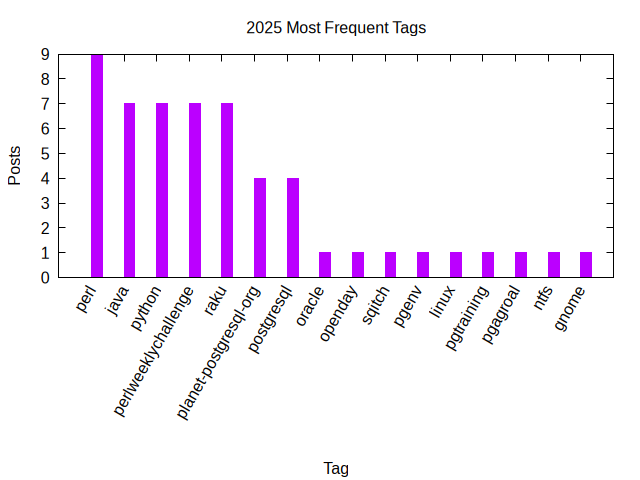 2025 Most Frequent Tags
9
8
7
6
5
4
3
2
1
0
Posts
perl
java
python
perlweeklychallenge
raku
planet-postgresql-org
postgresql
oracle
openday
sqitch
pgenv
linux
pgtraining
pgagroal
ntfs
gnome
Tag